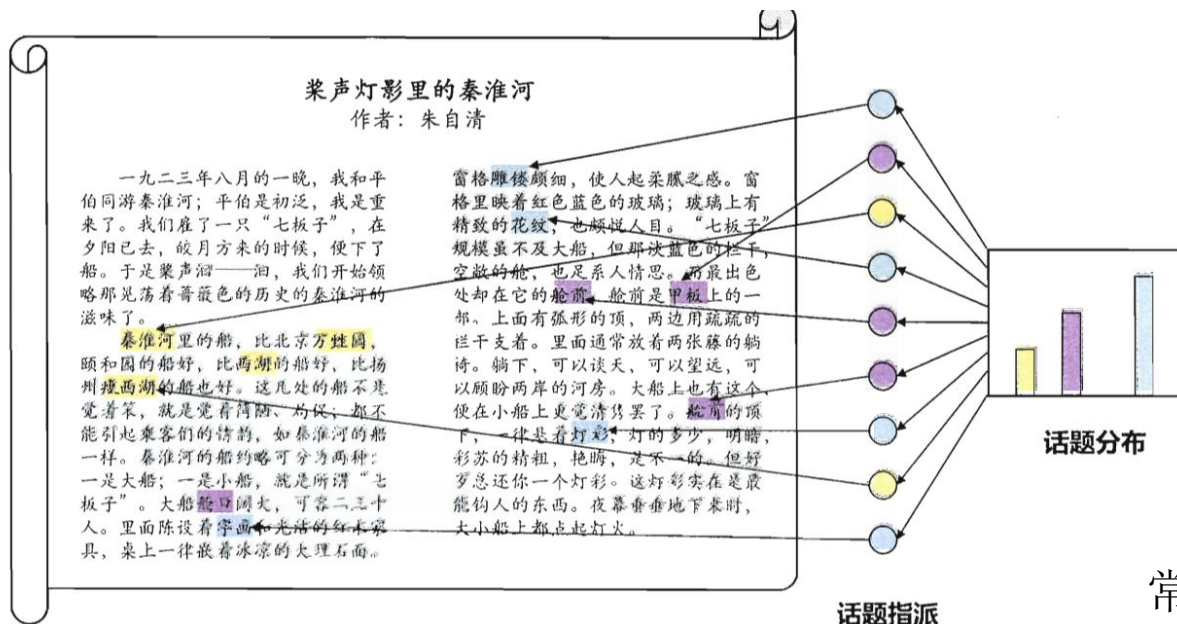 桨声灯影里的秦淮河
作者：朱自清
一九二三年八月的一晚，我和平
伯同游秦淮河；平伯是初泛，我是重
来了。我们雇了一只“七板子”，在
夕阳已去，皎月方来的时候，便下了
船。于是桨声汩——汩，我们开始领
略那晃荡着蔷薇色的历史的秦淮河的
滋味了。
秦淮河里的船，比北京万牲园，
颐和园的船好，比西湖的船好，比扬
州瘦西湖的船也好。这几处的船不是
觉着笨，就是觉着简陋、局促；都不
能引起乘客们的情韵，如秦淮河的船
一样。秦淮河的船约略可分为两种：
一是大船；一是小船，就是所谓“七
板子”。大船舱口阔大，可容二三十
人。里面陈设着字画和光洁的红木家
具，桌上一律嵌着冰凉的大理石面。
窗格雕镂颇细，使人起柔腻之感。窗
格里映着红色蓝色的玻璃；玻璃上有
精致的花纹，也颇悦人目。“七板子”
规模虽不及大船，但那淡蓝色的栏干，
空敞的舱，也足系人情思。而最出色
处却在它的舱前。舱前是甲板上的一
部。上面有弧形的顶，两边用疏疏的
栏干支着。里面通常放着两张藤的躺
椅。躺下，可以谈天，可以望远，可
以顾盼两岸的河房。大船上也有这个，
便在小船上更觉清隽罢了。舱前的顶
下，一律悬着灯彩；灯的多少，明暗，
彩苏的精粗，艳晦，是不一的。但好
歹总还你一个灯彩。这灯彩实在是最
能钩人的东西。夜幕垂垂地下来时，
大小船上都点起灯火。
话题指派
话题分布
常